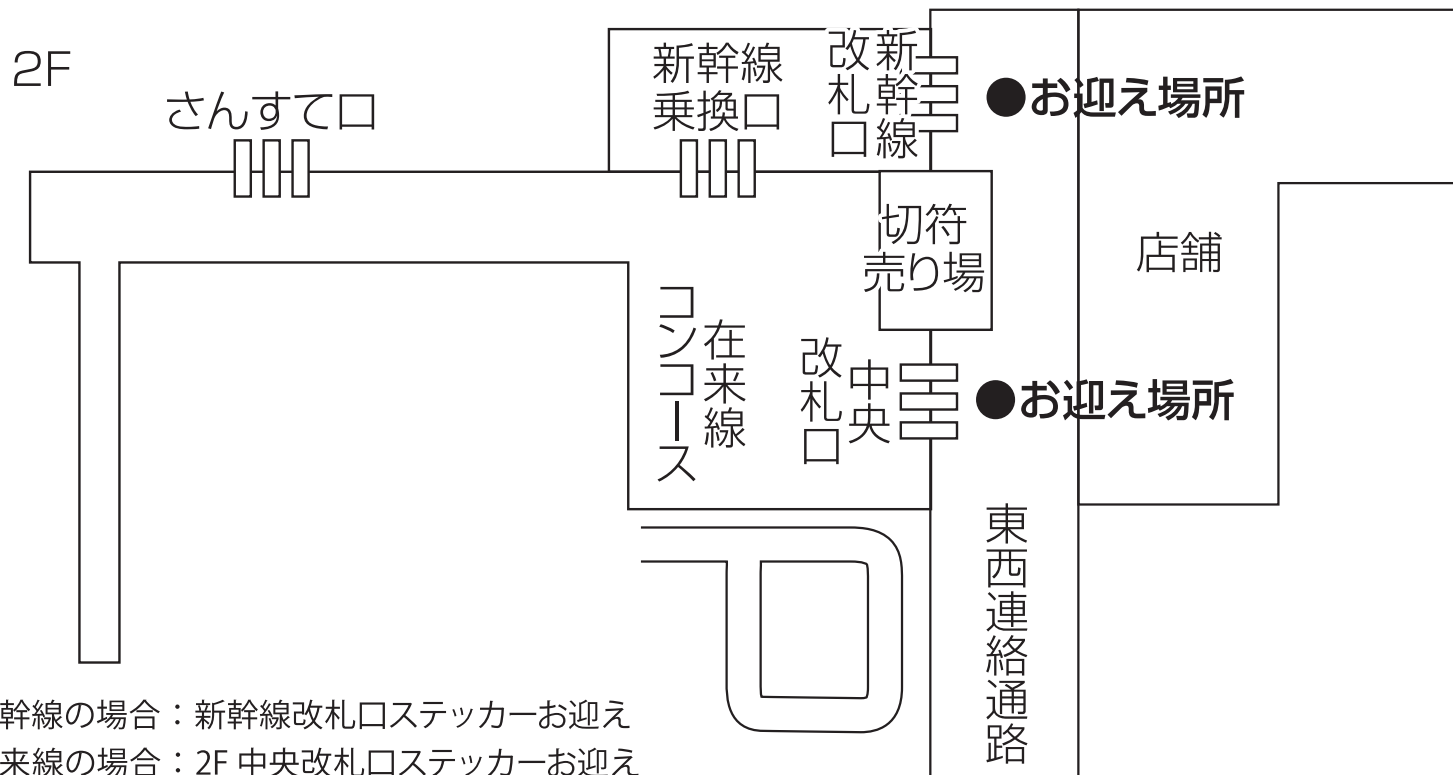 2F
さんすて口
新幹線
乗換口
新幹線
改札口
●お迎え場所
切符
売り場
店舗
在来線
コンコース
中央
改札口
●お迎え場所
東西連絡通路
幹線の場合：新幹線改札口ステッカーお迎え
来線の場合：2F 中央改札口ステッカーお迎え